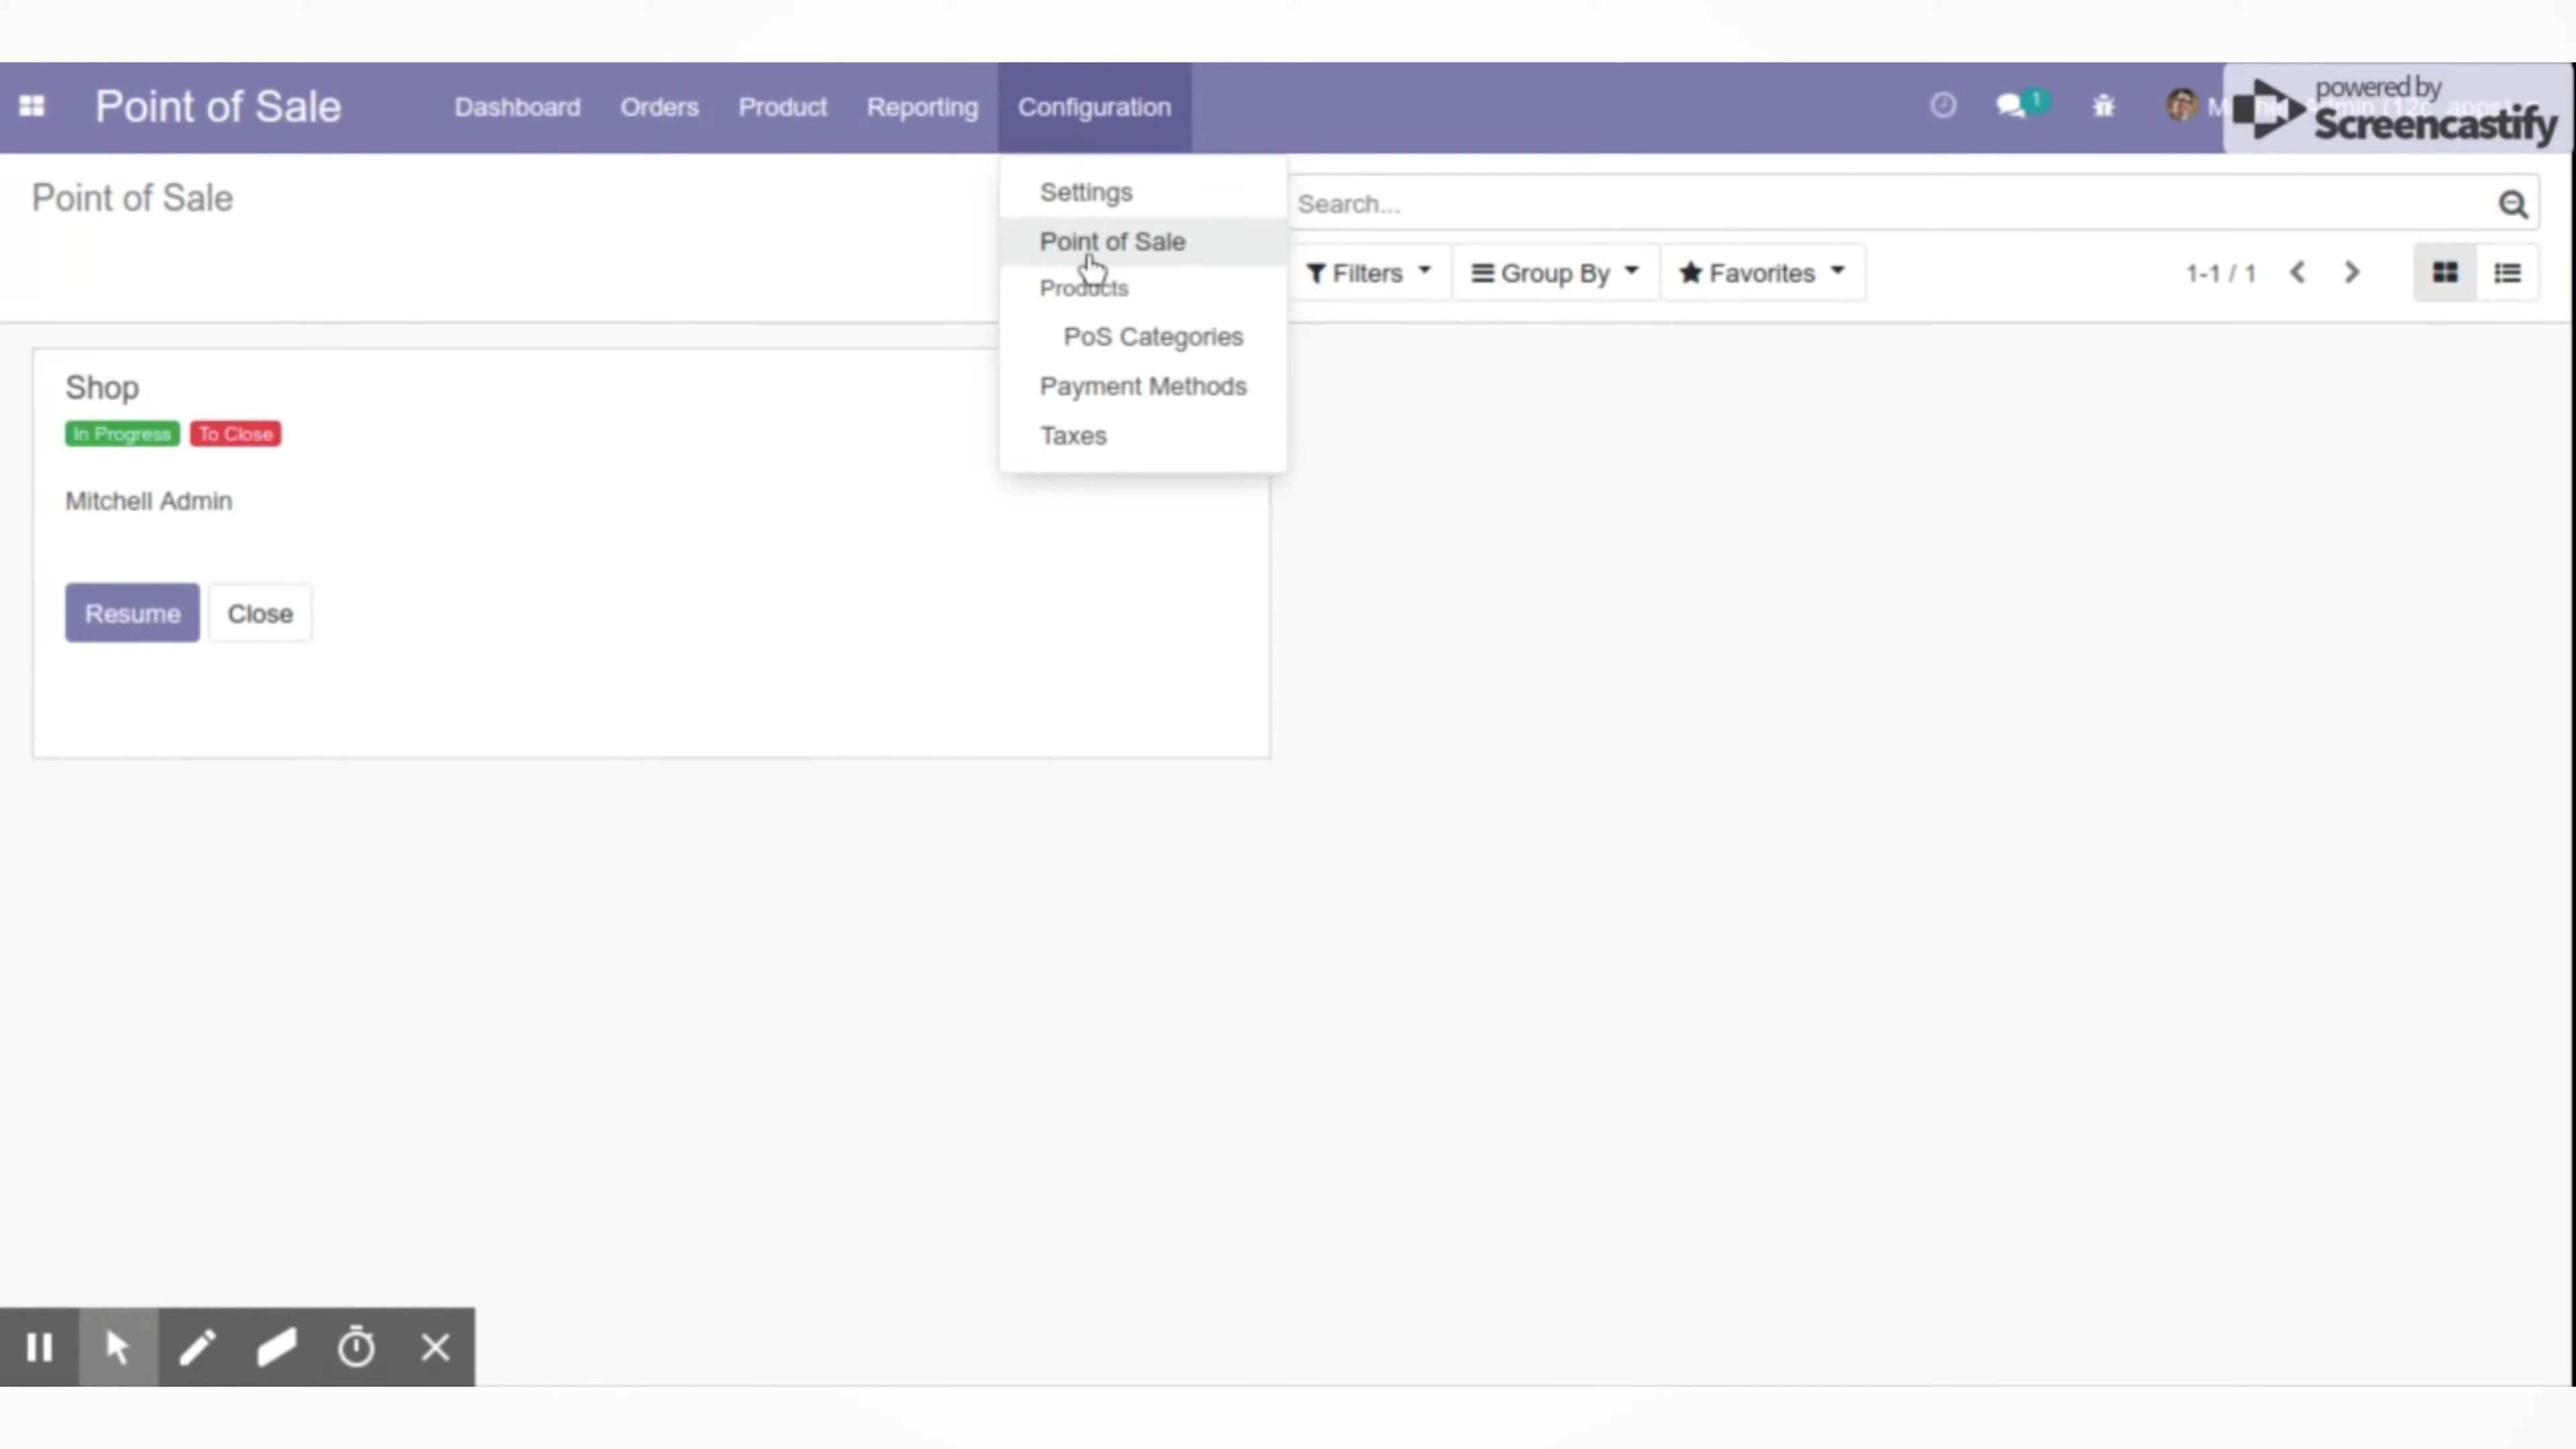 Point of Sale Dashboard Orders Product Reporting Configuration 1
powered by
Screencastify
Point of Sale
Settings
Search...
Point of Sale
Filters Group By Favorites 1-1 / 1
Products
PoS Categories
Payment Methods
Taxes
Shop
In Progress To Close
Mitchell Admin
Resume Close